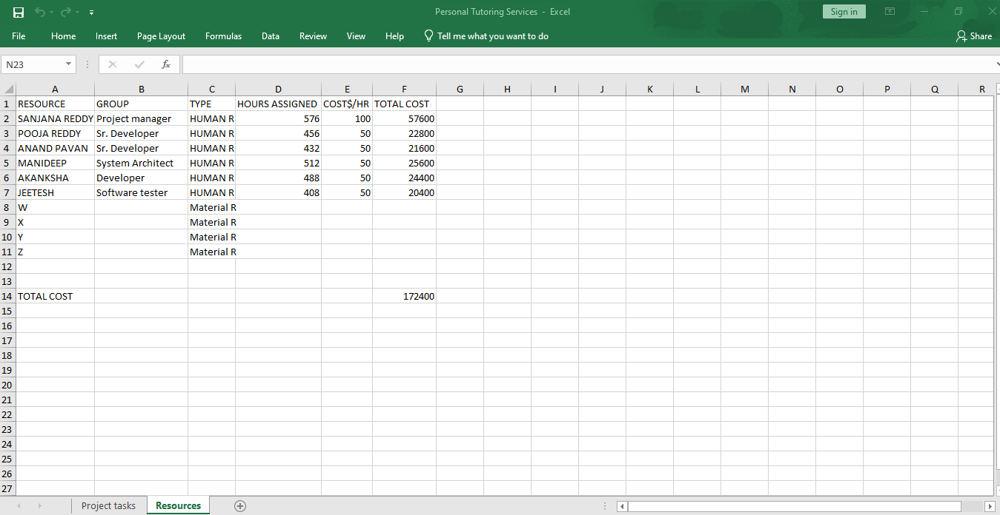 Personal Tutoring Services - Excel Sign in
File Home Insert Page Layout Formulas Data Review View Help Tell me what you want to do Share
N23 fx
A B C D E F G H I J K L M N O P Q R
1 RESOURCE GROUP TYPE HOURS ASSIGNED COST$/HR TOTAL COST
2 SANJANA REDDY Project manager HUMAN R 576 100 57600
3 POOJA REDDY Sr. Developer HUMAN R 456 50 22800
4 ANAND PAVAN Sr. Developer HUMAN R 432 50 21600
5 MANIDEEP System Architect HUMAN R 512 50 25600
6 AKANKSHA Developer HUMAN R 488 50 24400
7 JEETESH Software tester HUMAN R 408 50 20400
8 W Material R
9 X Material R
10 Y Material R
11 Z Material R
12
13
14 TOTAL COST 172400
15
16
17
18
19
20
21
22
23
24
25
26
27
Project tasks Resources